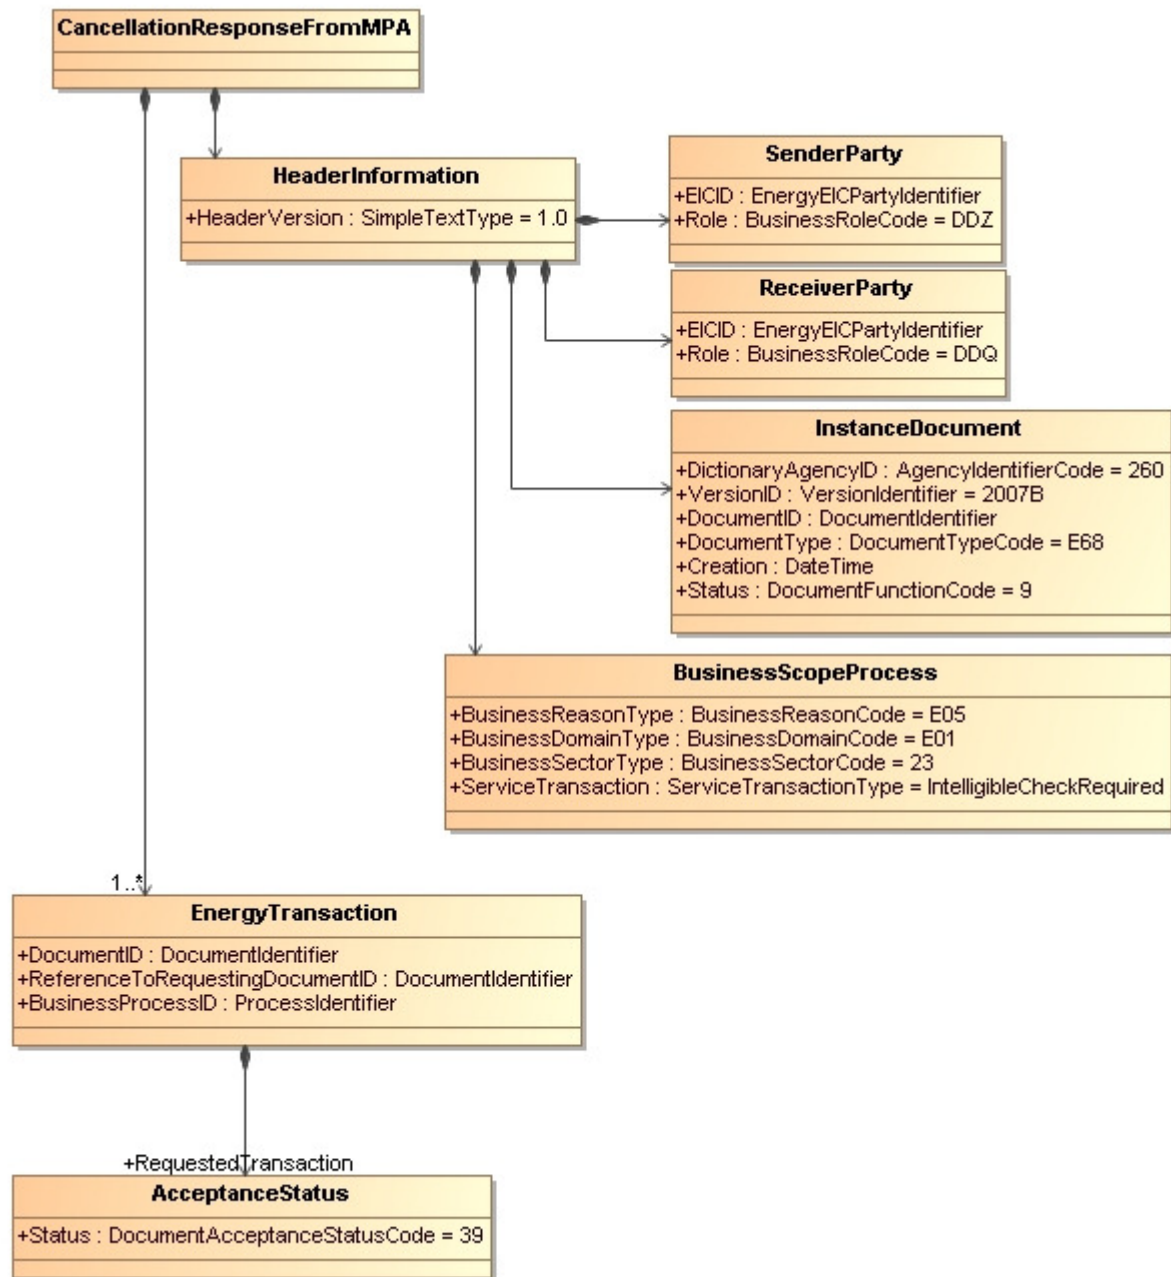 CancellationResponseFromMPA
HeaderInformation
+HeaderVersion : SimpleTextType = 1.0
SenderParty
+EICID : EnergyEICPartyIdentifier
+Role : BusinessRoleCode = DDZ
ReceiverParty
+EICID : EnergyEICPartyIdentifier
+Role : BusinessRoleCode = DDQ
InstanceDocument
+DictionaryAgencyID : AgencyIdentifierCode = 260
+VersionID : VersionIdentifier = 2007B
+DocumentID : DocumentIdentifier
+DocumentType : DocumentTypeCode = E68
+Creation : DateTime
+Status : DocumentFunctionCode = 9
BusinessScopeProcess
+BusinessReasonType : BusinessReasonCode = E05
+BusinessDomainType : BusinessDomainCode = E01
+BusinessSectorType : BusinessSectorCode = 23
+ServiceTransaction : ServiceTransactionType = IntelligibleCheckRequired
1..*
EnergyTransaction
+DocumentID : DocumentIdentifier
+ReferenceToRequestingDocumentID : DocumentIdentifier
+BusinessProcessID : ProcessIdentifier
+RequestedTransaction
AcceptanceStatus
+Status : DocumentAcceptanceStatusCode = 39